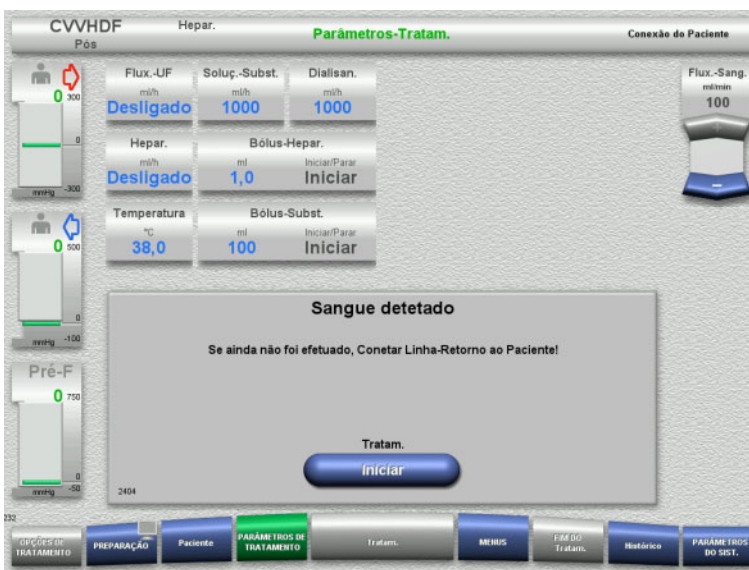 CVVHDF
Pós
Hepar.
Parâmetros-Tratam.
Conexão do Paciente
0 300
0
mmHg -300
Flux.-UF
ml/h
Desligado
Soluç.-Subst.
ml/h
1000
Dialisan.
ml/h
1000
Flux.-Sang.
ml/min
100
+
-
Hepar.
ml/h
Desligado
Bólus-Hepar.
ml
1,0
Iniciar/Parar
Iniciar
0 500
0
mmHg -100
Temperatura
°C
38,0
Bólus-Subst.
ml
100
Iniciar/Parar
Iniciar
Pré-F
0 750
0
mmHg -50
Sangue detetado
Se ainda não foi efetuado, Conetar Linha-Retorno ao Paciente!
Tratam.
Iniciar
2404
232
OPÇÕES DE
TRATAMENTO
PREPARAÇÃO
Paciente
PARÂMETROS DE
TRATAMENTO
Tratam.
MENUS
FIM DO
Tratam.
Histórico
PARÂMETROS
DO SIST.